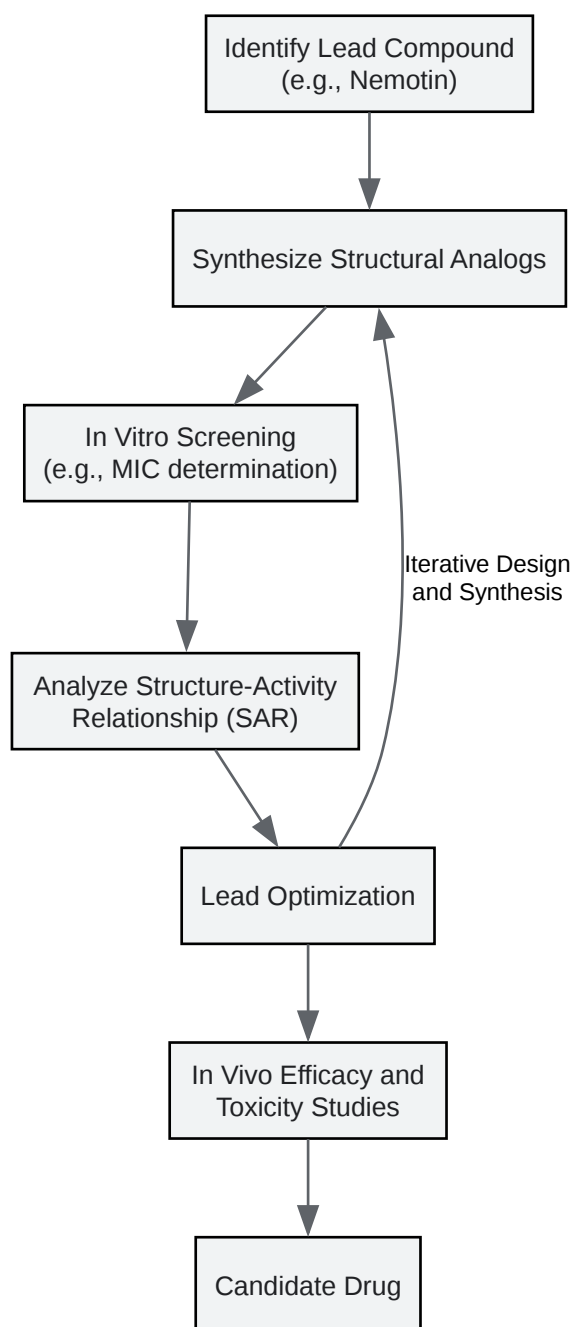 Identify Lead Compound
(e.g., Nemotin)
Synthesize Structural Analogs
In Vitro Screening
(e.g., MIC determination)
Iterative Design
and Synthesis
Analyze Structure-Activity
Relationship (SAR)
Lead Optimization
In Vivo Efficacy and
Toxicity Studies
Candidate Drug